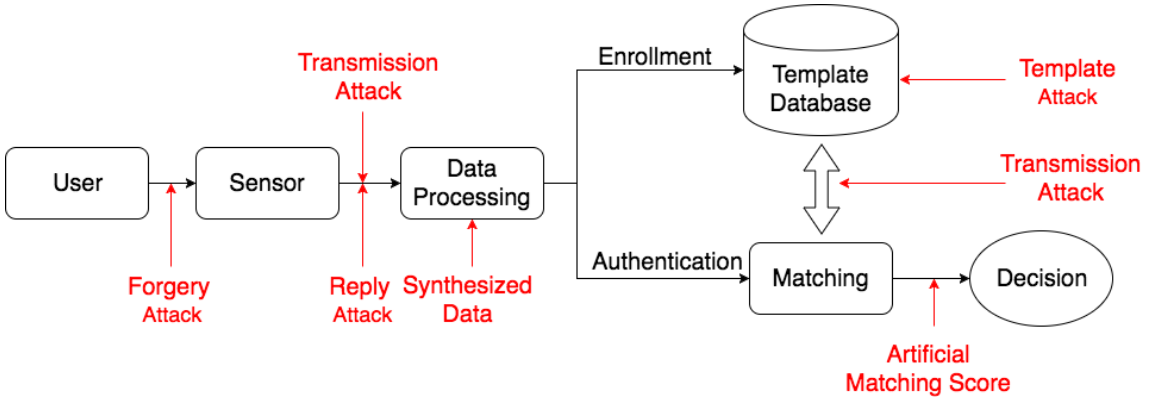 Transmission
Attack
Enrollment
Template
Database
Template
Attack
User
Sensor
Data
Processing
Transmission
Attack
Forgery
Attack
Reply
Attack
Synthesized
Data
Authentication
Matching
Decision
Artificial
Matching Score